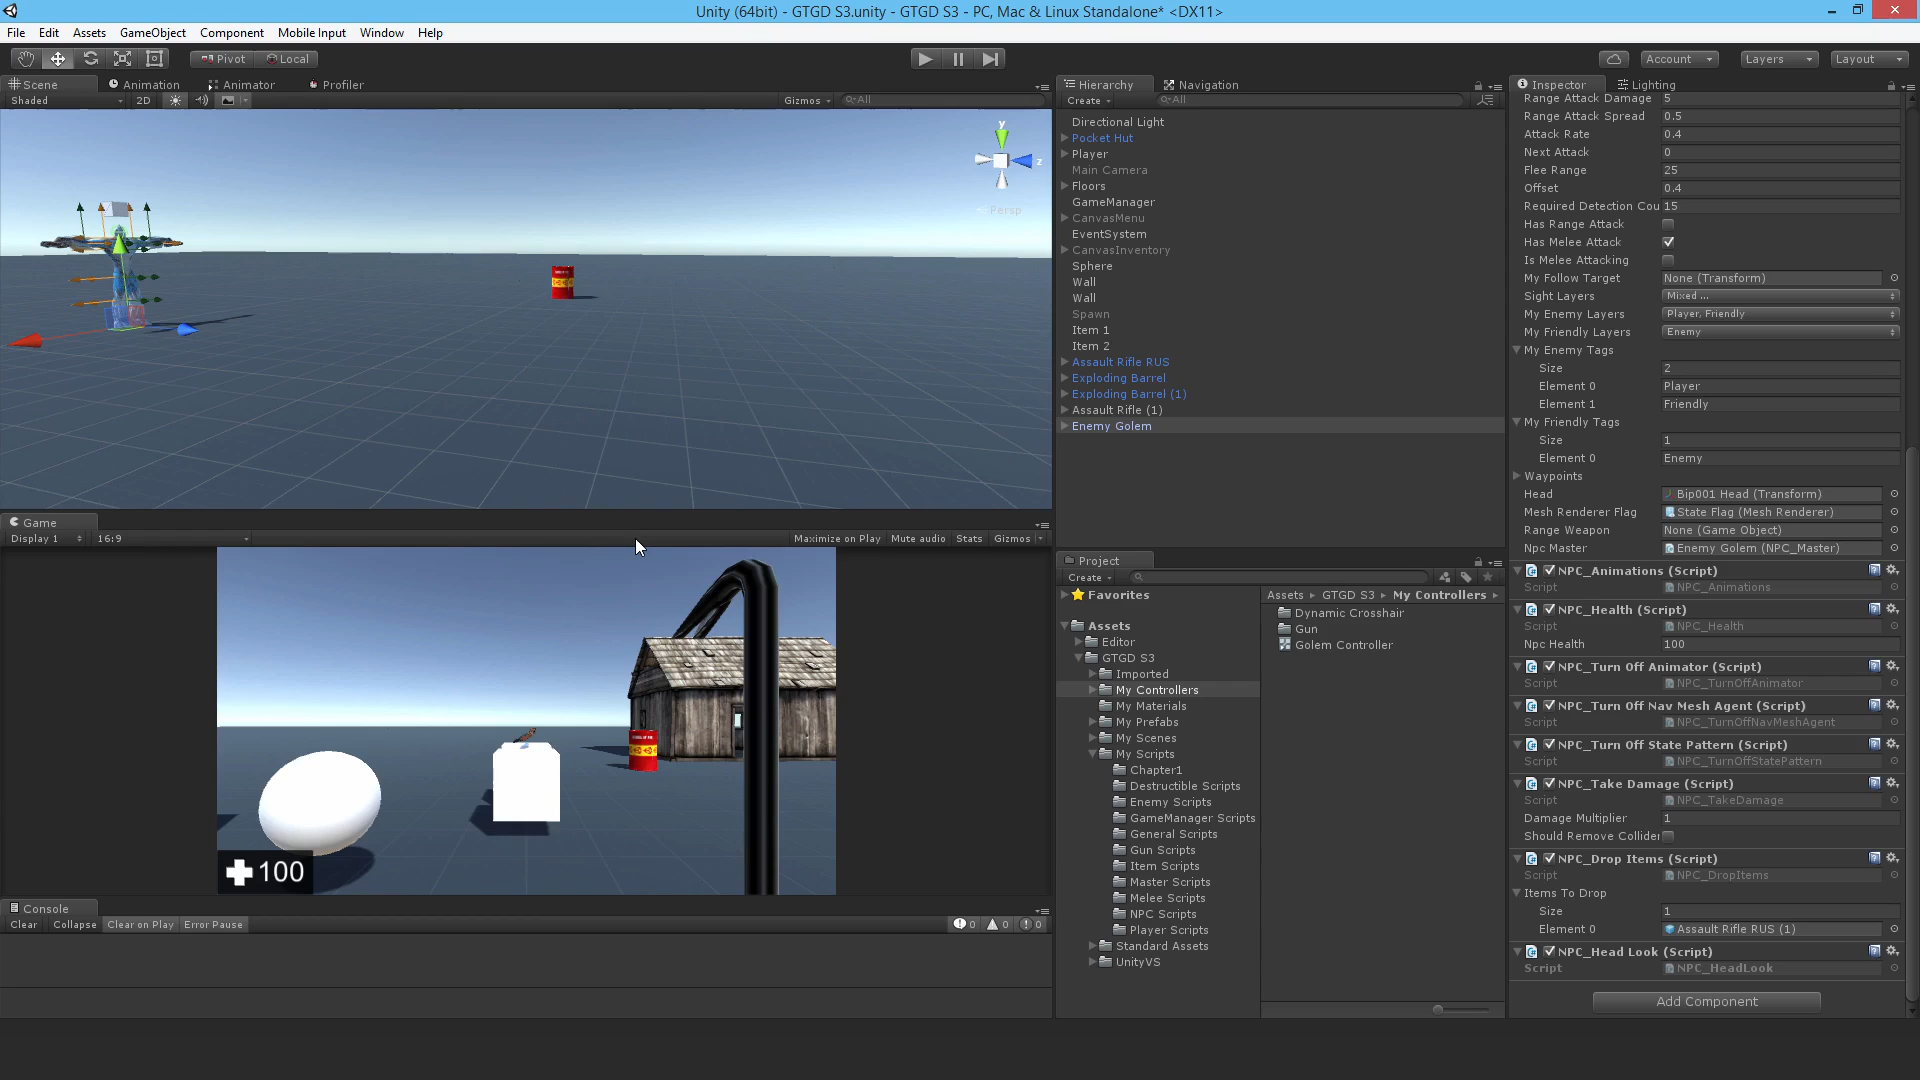 Unity (64bit) - GTGD S3.unity - GTGD S3 - PC, Mac & Linux Standalone* <DX11>
File Edit Assets GameObject Component Mobile Input Window Help
Pivot Local Account Layers Layout
Scene Animation Animator Profiler
Shaded 2D Gizmos All
y
z
Persp
Game
Display 1 16:9 Maximize on Play Mute audio Stats Gizmos
100
Console
Clear Collapse Clear on Play Error Pause 0 0 0
Hierarchy Navigation
Create All
Directional Light
Pocket Hut
Player
Main Camera
Floors
GameManager
CanvasMenu
EventSystem
CanvasInventory
Sphere
Wall
Wall
Spawn
Item 1
Item 2
Assault Rifle RUS
Exploding Barrel
Exploding Barrel (1)
Assault Rifle (1)
Enemy Golem
Project
Create
Favorites
Assets
Editor
GTGD S3
Imported
My Controllers
My Materials
My Prefabs
My Scenes
My Scripts
Chapter1
Destructible Scripts
Enemy Scripts
GameManager Scripts
General Scripts
Gun Scripts
Item Scripts
Master Scripts
Melee Scripts
NPC Scripts
Player Scripts
Standard Assets
UnityVS
Assets GTGD S3 My Controllers
Dynamic Crosshair
Gun
Golem Controller
Inspector Lighting
Range Attack Damage 5
Range Attack Spread 0.5
Attack Rate 0.4
Next Attack 0
Flee Range 25
Offset 0.4
Required Detection Cou 15
Has Range Attack
Has Melee Attack
Is Melee Attacking
My Follow Target None (Transform)
Sight Layers Mixed ...
My Enemy Layers Player, Friendly
My Friendly Layers Enemy
My Enemy Tags
Size 2
Element 0 Player
Element 1 Friendly
My Friendly Tags
Size 1
Element 0 Enemy
Waypoints
Head Bip001 Head (Transform)
Mesh Renderer Flag State Flag (Mesh Renderer)
Range Weapon None (Game Object)
Npc Master Enemy Golem (NPC_Master)
NPC_Animations (Script)
Script NPC_Animations
NPC_Health (Script)
Script NPC_Health
Npc Health 100
NPC_Turn Off Animator (Script)
Script NPC_TurnOffAnimator
NPC_Turn Off Nav Mesh Agent (Script)
Script NPC_TurnOffNavMeshAgent
NPC_Turn Off State Pattern (Script)
Script NPC_TurnOffStatePattern
NPC_Take Damage (Script)
Script NPC_TakeDamage
Damage Multiplier 1
Should Remove Collider
NPC_Drop Items (Script)
Script NPC_DropItems
Items To Drop
Size 1
Element 0 Assault Rifle RUS (1)
NPC_Head Look (Script)
Script NPC_HeadLook
Add Component